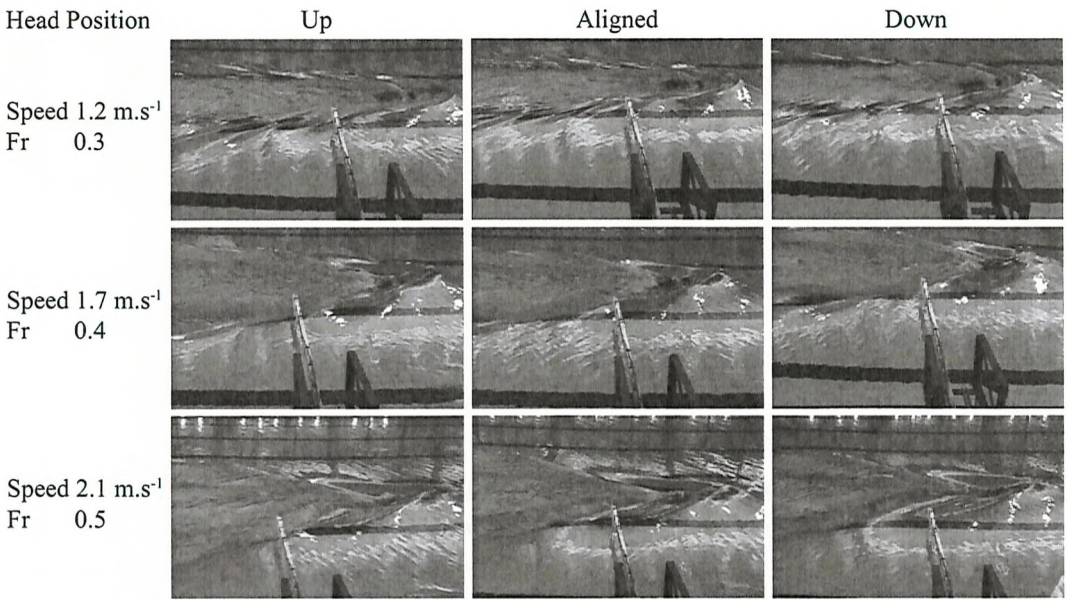 Head Position Up Aligned Down
Speed 1.2 m.s⁻¹
Fr 0.3
Speed 1.7 m.s⁻¹
Fr 0.4
Speed 2.1 m.s⁻¹
Fr 0.5